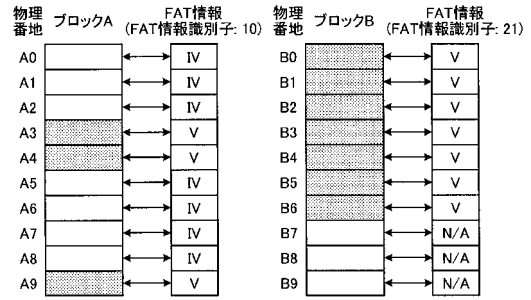 物理番地 ブロックA FAT情報(FAT情報識別子: 10)
A0 IV
A1 IV
A2 IV
A3 V
A4 V
A5 IV
A6 IV
A7 IV
A8 IV
A9 V
物理番地 ブロックB FAT情報(FAT情報識別子: 21)
B0 V
B1 V
B2 V
B3 V
B4 V
B5 V
B6 V
B7 N/A
B8 N/A
B9 N/A